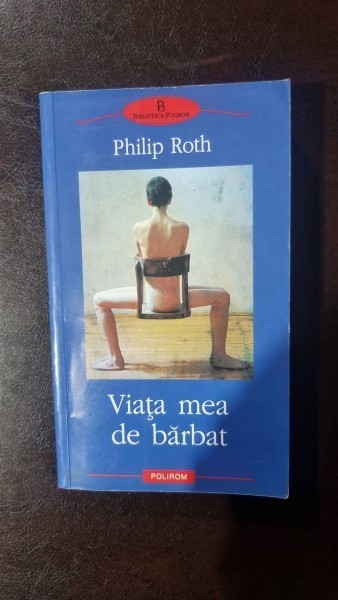 BIBLIOTECA POLIROM
Philip Roth
Viaţa mea
de bărbat
POLIROM